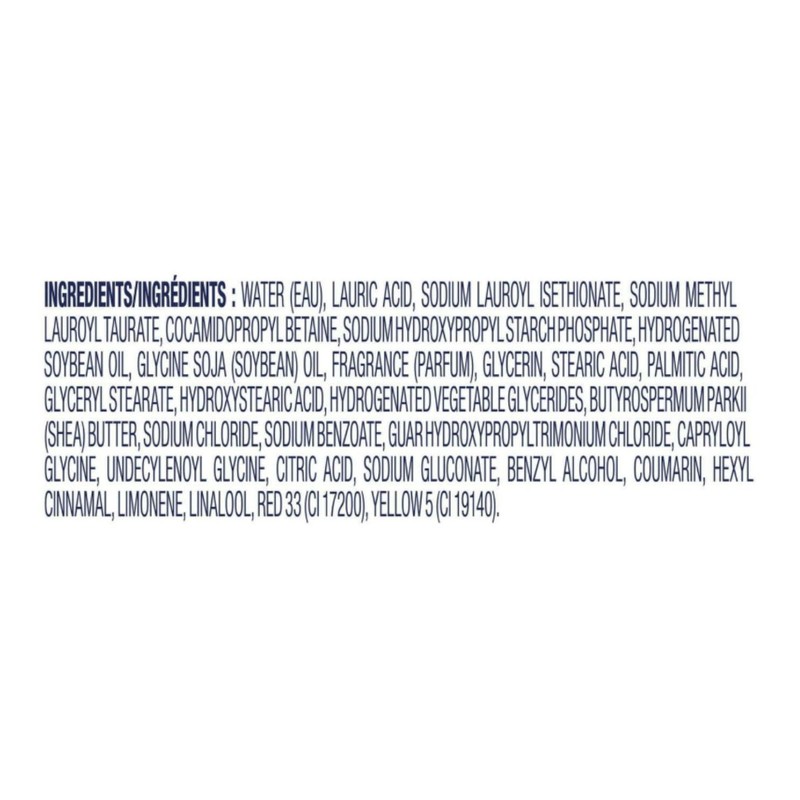 INGREDIENTS/INGRÉDIENTS : WATER (EAU), LAURIC ACID, SODIUM LAUROYL ISETHIONATE, SODIUM METHYL
LAUROYL TAURATE, COCAMIDOPROPYL BETAINE, SODIUM HYDROXYPROPYL STARCH PHOSPHATE, HYDROGENATED
SOYBEAN OIL, GLYCINE SOJA (SOYBEAN) OIL, FRAGRANCE (PARFUM), GLYCERIN, STEARIC ACID, PALMITIC ACID,
GLYCERYL STEARATE, HYDROXYSTEARIC ACID, HYDROGENATED VEGETABLE GLYCERIDES, BUTYROSPERMUM PARKII
(SHEA) BUTTER, SODIUM CHLORIDE, SODIUM BENZOATE, GUAR HYDROXYPROPYLTRIMONIUM CHLORIDE, CAPRYLOYL
GLYCINE, UNDECYLENOYL GLYCINE, CITRIC ACID, SODIUM GLUCONATE, BENZYL ALCOHOL, COUMARIN, HEXYL
CINNAMAL, LIMONENE, LINALOOL, RED 33 (CI 17200), YELLOW 5 (CI 19140).